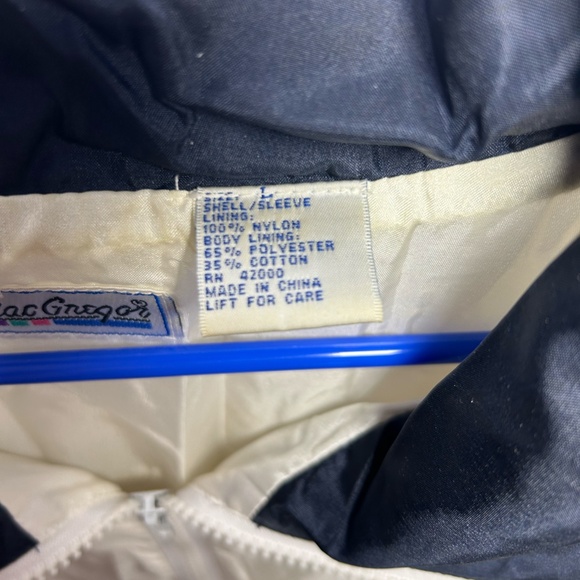 SIZE: L
SHELL/SLEEVE
LINING:
100% NYLON
BODY LINING:
65% POLYESTER
35% COTTON
RN 42000
MADE IN CHINA
LIFT FOR CARE
MacGregor